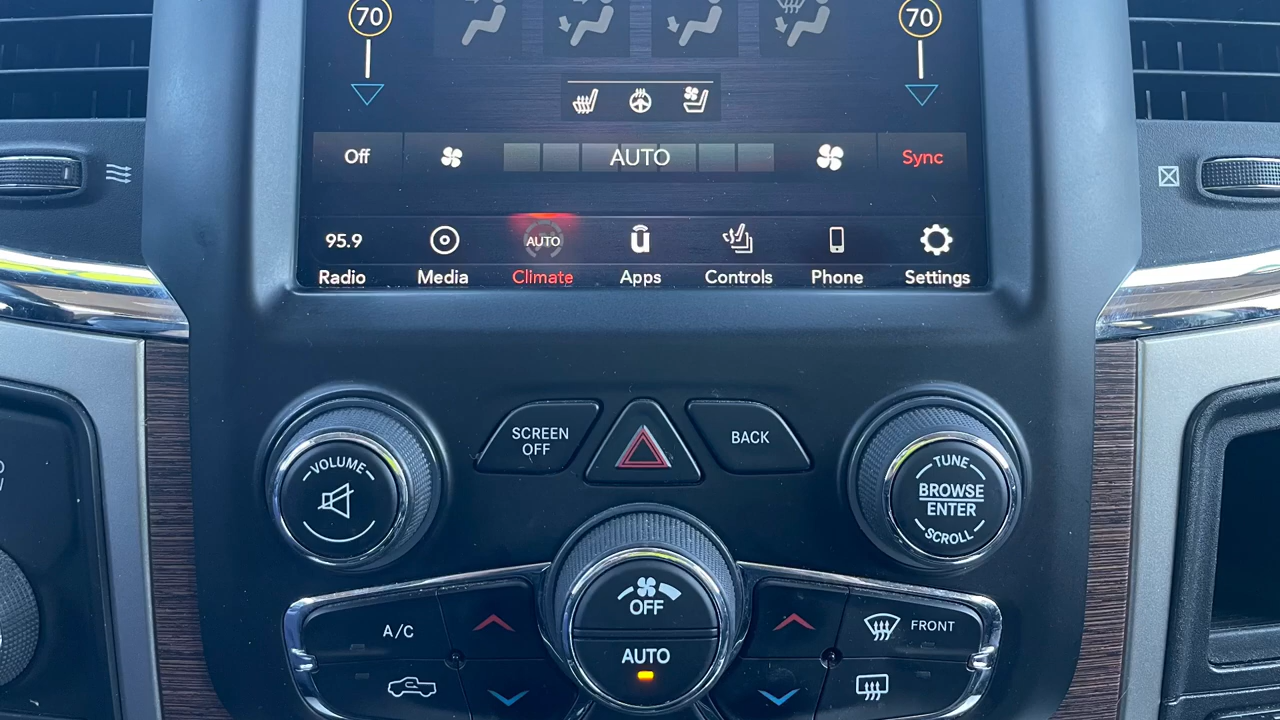 70
70
Off
AUTO
Sync
95.9
AUTO
Radio
Media
Climate
Apps
Controls
Phone
Settings
SCREEN
OFF
BACK
VOLUME
TUNE
BROWSE
ENTER
SCROLL
OFF
AUTO
A/C
FRONT